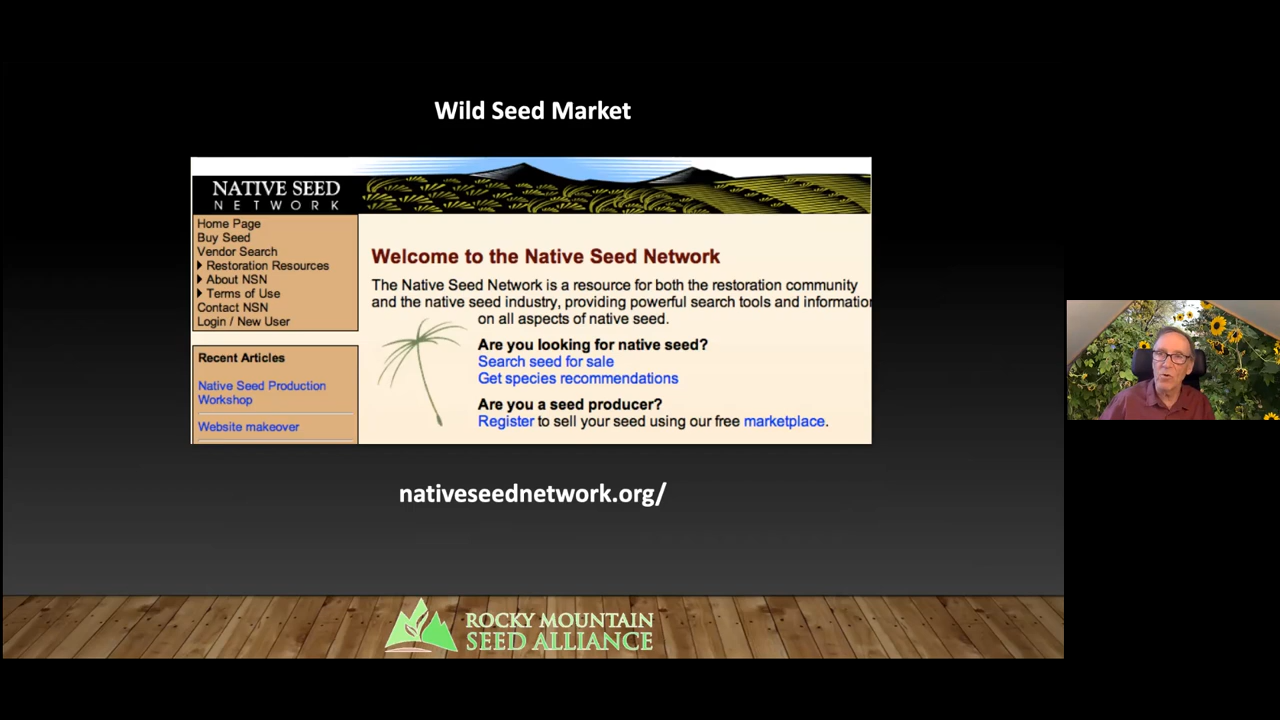 Wild Seed Market
NATIVE SEED
NETWORK
Home Page
Buy Seed
Vendor Search
Restoration Resources
About NSN
Terms of Use
Contact NSN
Login / New User
Recent Articles
Native Seed Production
Workshop
Website makeover
Welcome to the Native Seed Network
The Native Seed Network is a resource for both the restoration community
and the native seed industry, providing powerful search tools and information
on all aspects of native seed.
Are you looking for native seed?
Search seed for sale
Get species recommendations
Are you a seed producer?
Register to sell your seed using our free marketplace.
nativeseednetwork.org/
ROCKY MOUNTAIN
SEED ALLIANCE